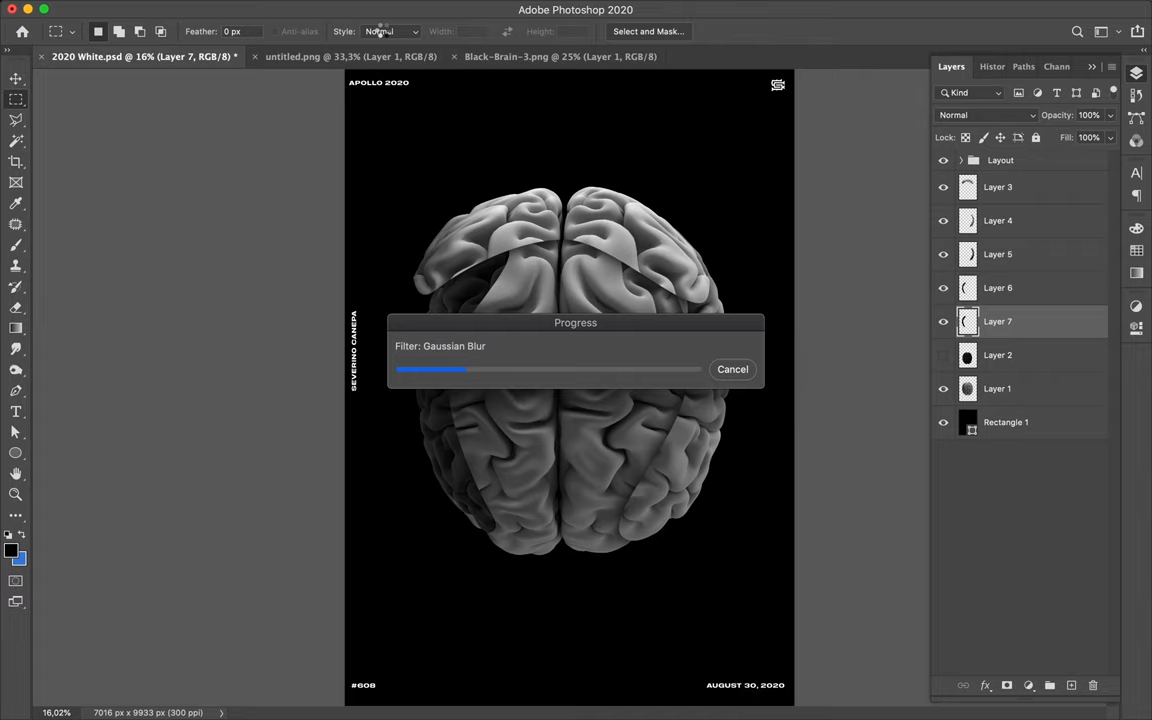 Adobe Photoshop 2020
Feather: 0 px
Anti-alias
Style: Normal
Width:
Height:
Select and Mask...
2020 White.psd @ 16% (Layer 7, RGB/8) *
untitled.png @ 33,3% (Layer 1, RGB/8)
Black-Brain-3.png @ 25% (Layer 1, RGB/8)
Layers
Histor
Paths
Chann
Kind
Normal
Opacity: 100%
Lock:
Fill: 100%
Layout
Layer 3
Layer 4
Layer 5
Layer 6
Layer 7
Layer 2
Layer 1
Rectangle 1
APOLLO 2020
SEVERINO CANEPA
Progress
Filter: Gaussian Blur
Cancel
#608
AUGUST 30, 2020
16,02%
7016 px x 9933 px (300 ppi)